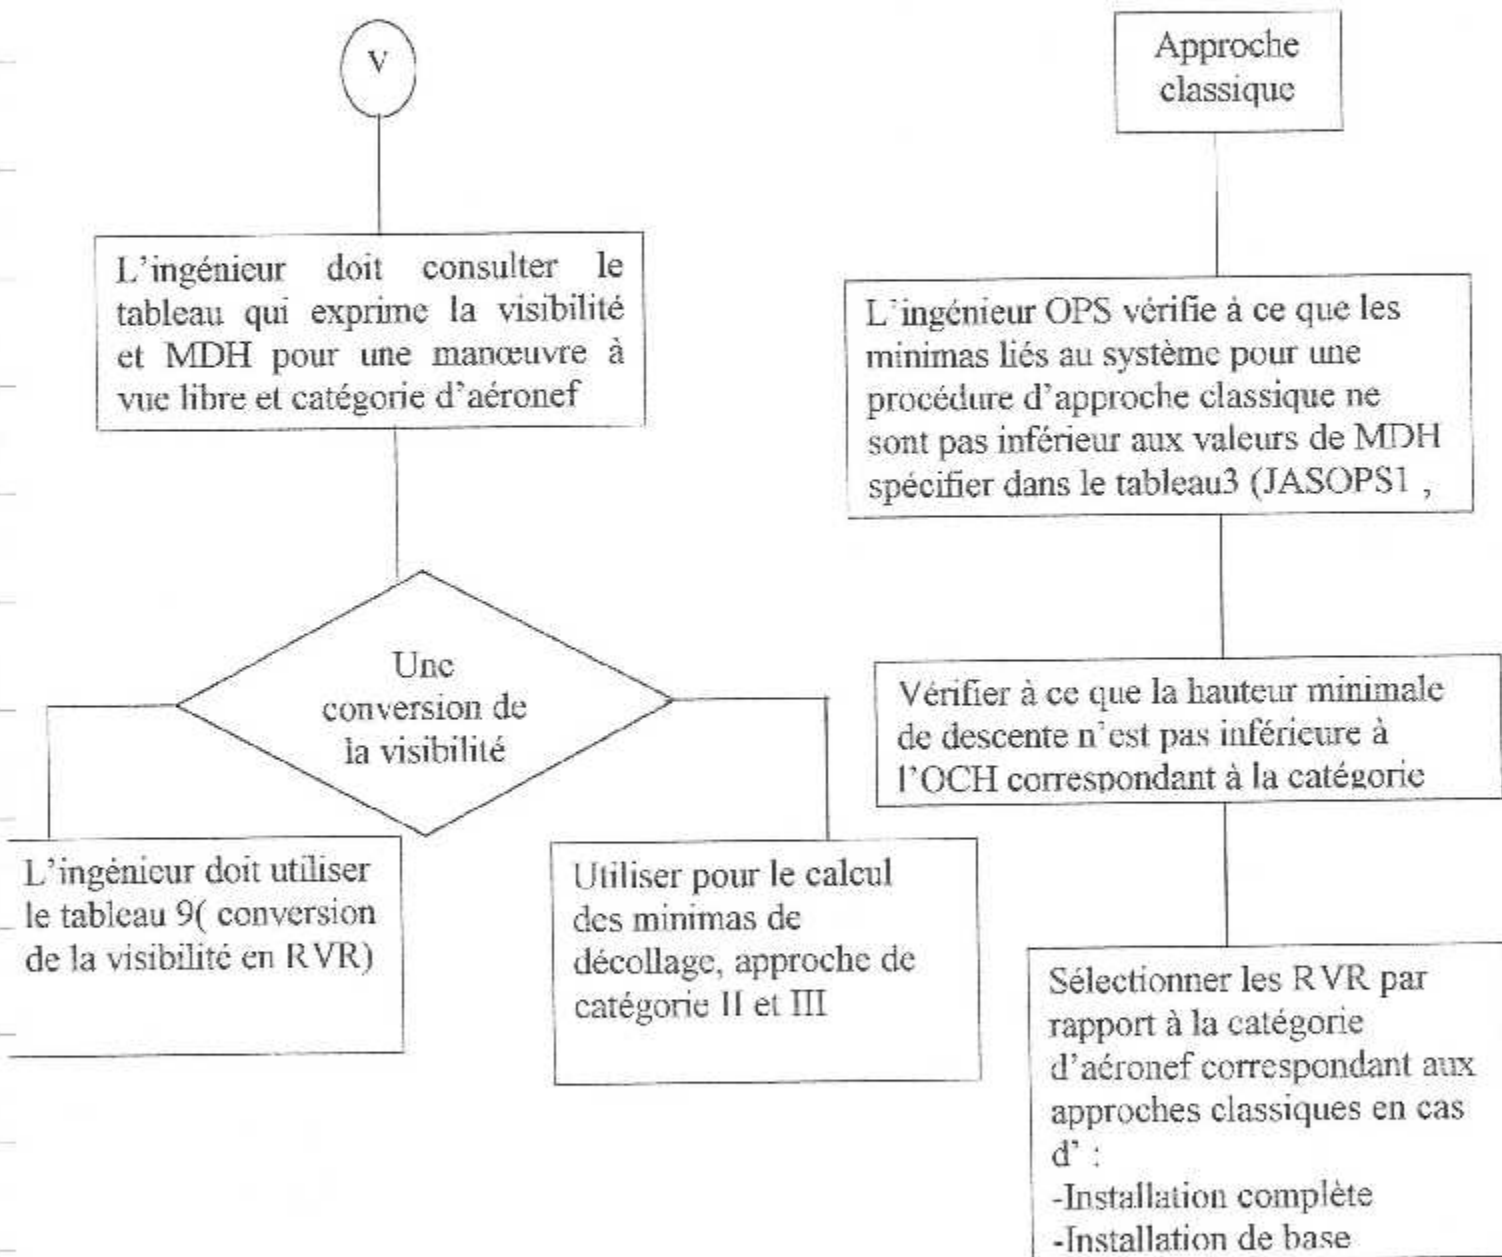 V
L'ingénieur doit consulter le
tableau qui exprime la visibilité
et MDH pour une manœuvre à
vue libre et catégorie d'aéronef
Une
conversion de
la visibilité
L'ingénieur doit utiliser
le tableau 9( conversion
de la visibilité en RVR)
Utiliser pour le calcul
des minimas de
décollage, approche de
catégorie II et III
Approche
classique
L'ingénieur OPS vérifie à ce que les
minimas liés au système pour une
procédure d'approche classique ne
sont pas inférieur aux valeurs de MDH
spécifier dans le tableau3 (JASOPS1 ,
Vérifier à ce que la hauteur minimale
de descente n'est pas inférieure à
l'OCH correspondant à la catégorie
Sélectionner les RVR par
rapport à la catégorie
d'aéronef correspondant aux
approches classiques en cas
d' :
-Installation complète
-Installation de base